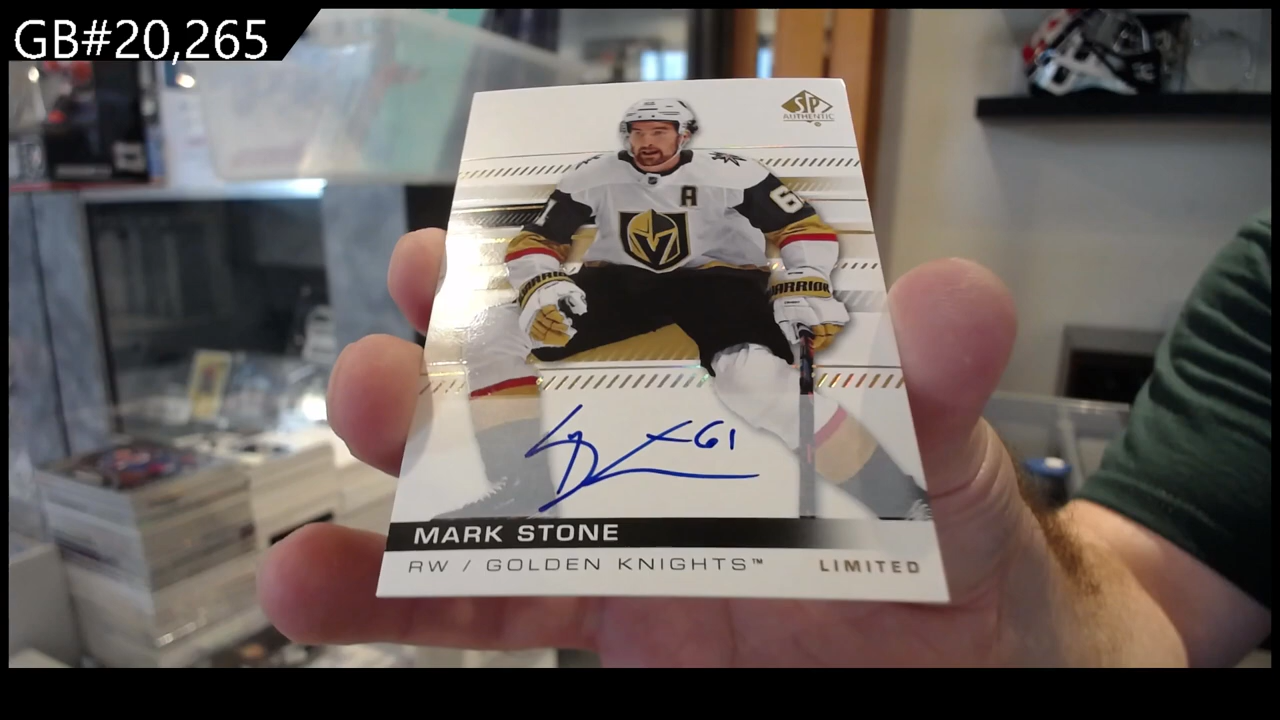 GB#20,265
SP
AUTHENTIC
A
61
WARRIOR
61
MARK STONE
RW / GOLDEN KNIGHTS™
LIMITED